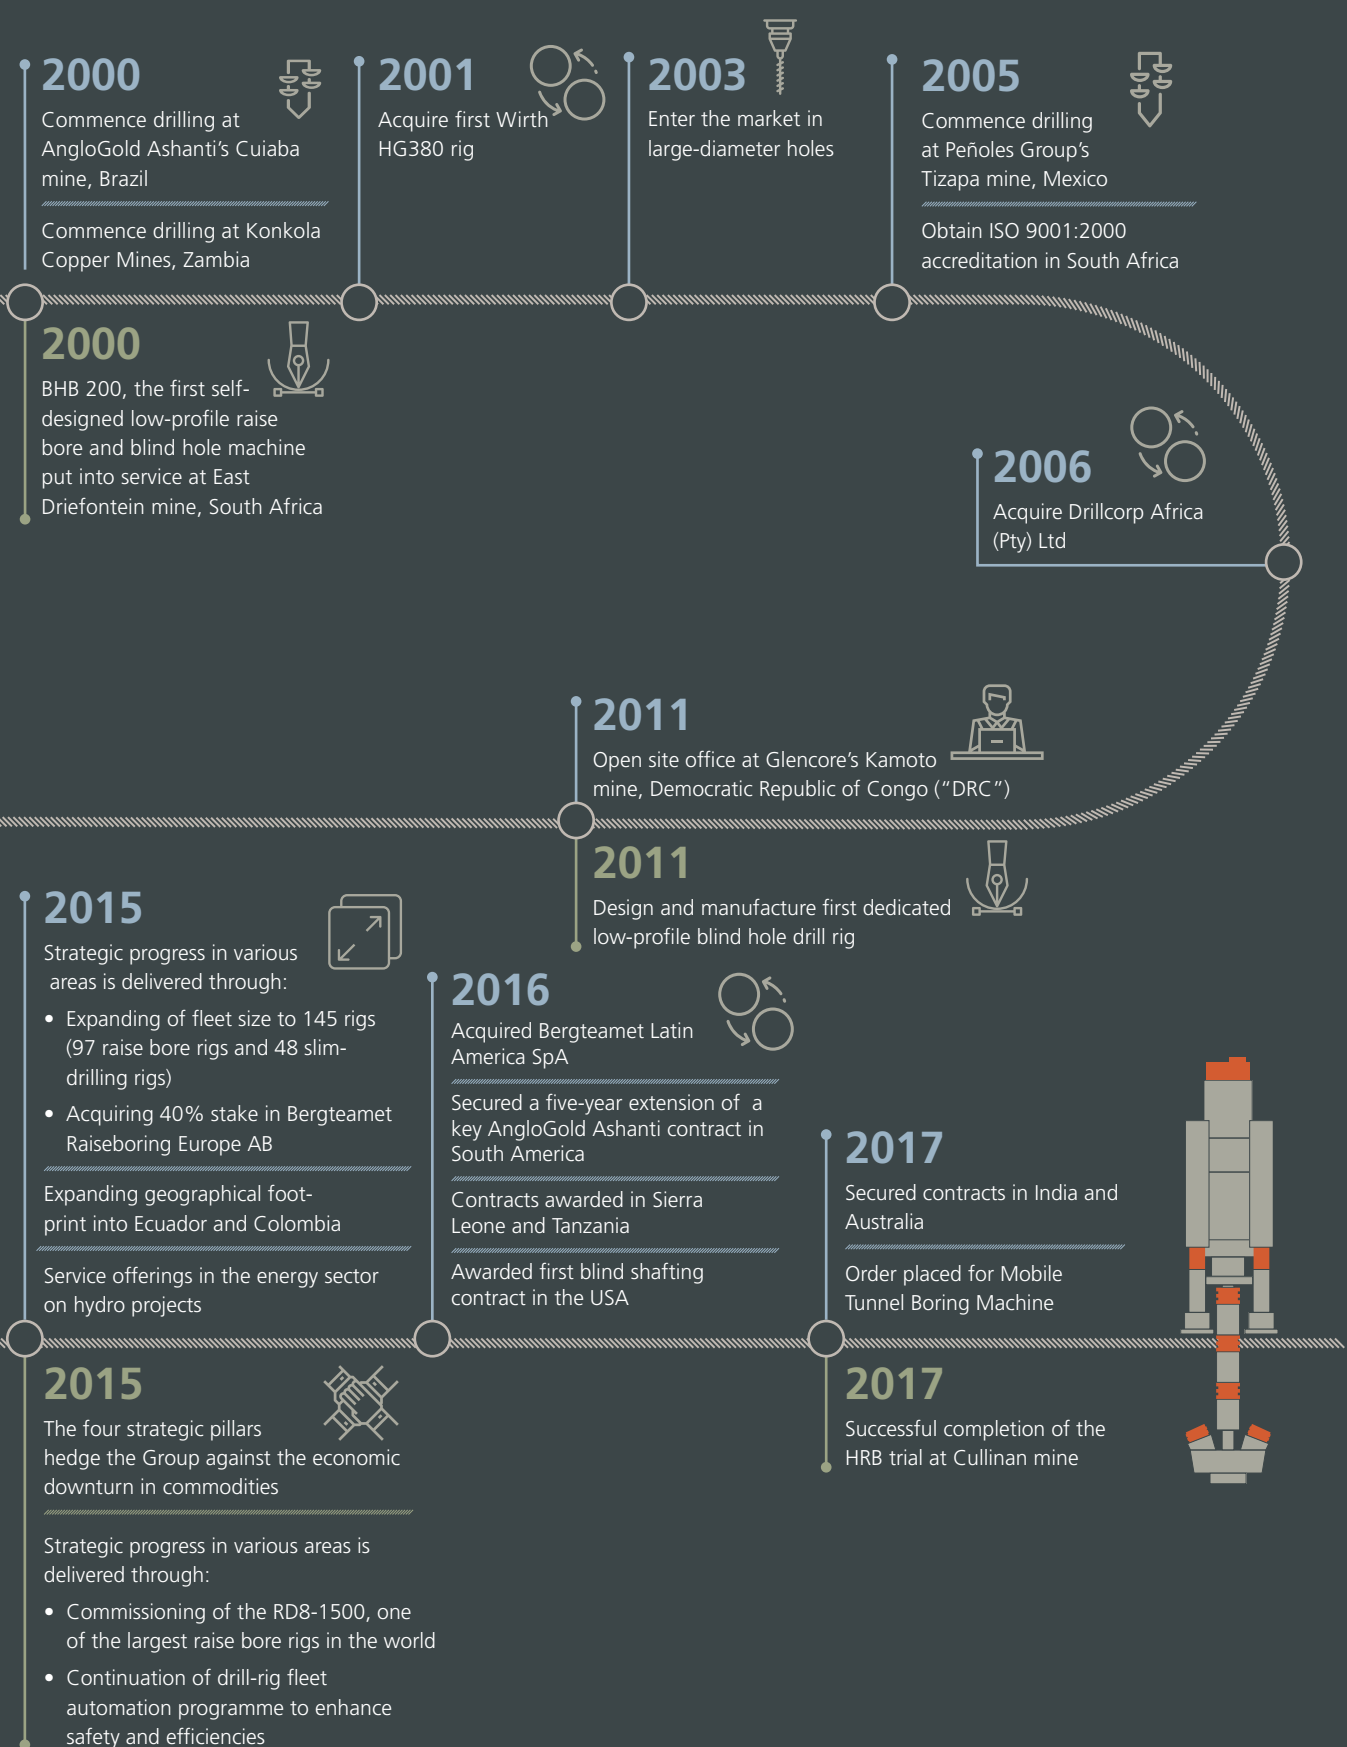 2000
Commence drilling at
AngloGold Ashanti's Cuiaba
mine, Brazil
Commence drilling at Konkola
Copper Mines, Zambia
2000
BHB 200, the first self-
designed low-profile raise
bore and blind hole machine
put into service at East
Driefontein mine, South Africa
2001
Acquire first Wirth
HG380 rig
2003
Enter the market in
large-diameter holes
2005
Commence drilling
at Peñoles Group's
Tizapa mine, Mexico
Obtain ISO 9001:2000
accreditation in South Africa
2006
Acquire Drillcorp Africa
(Pty) Ltd
2011
Open site office at Glencore's Kamoto
mine, Democratic Republic of Congo (“DRC”)
2011
Design and manufacture first dedicated
low-profile blind hole drill rig
2015
Strategic progress in various
areas is delivered through:
• Expanding of fleet size to 145 rigs
(97 raise bore rigs and 48 slim-
drilling rigs)
• Acquiring 40% stake in Bergteamet
Raiseboring Europe AB
Expanding geographical foot-
print into Ecuador and Colombia
Service offerings in the energy sector
on hydro projects
2015
The four strategic pillars
hedge the Group against the economic
downturn in commodities
Strategic progress in various areas is
delivered through:
• Commissioning of the RD8-1500, one
of the largest raise bore rigs in the world
• Continuation of drill-rig fleet
automation programme to enhance
safety and efficiencies
2016
Acquired Bergteamet Latin
America SpA
Secured a five-year extension of a
key AngloGold Ashanti contract in
South America
Contracts awarded in Sierra
Leone and Tanzania
Awarded first blind shafting
contract in the USA
2017
Secured contracts in India and
Australia
Order placed for Mobile
Tunnel Boring Machine
2017
Successful completion of the
HRB trial at Cullinan mine